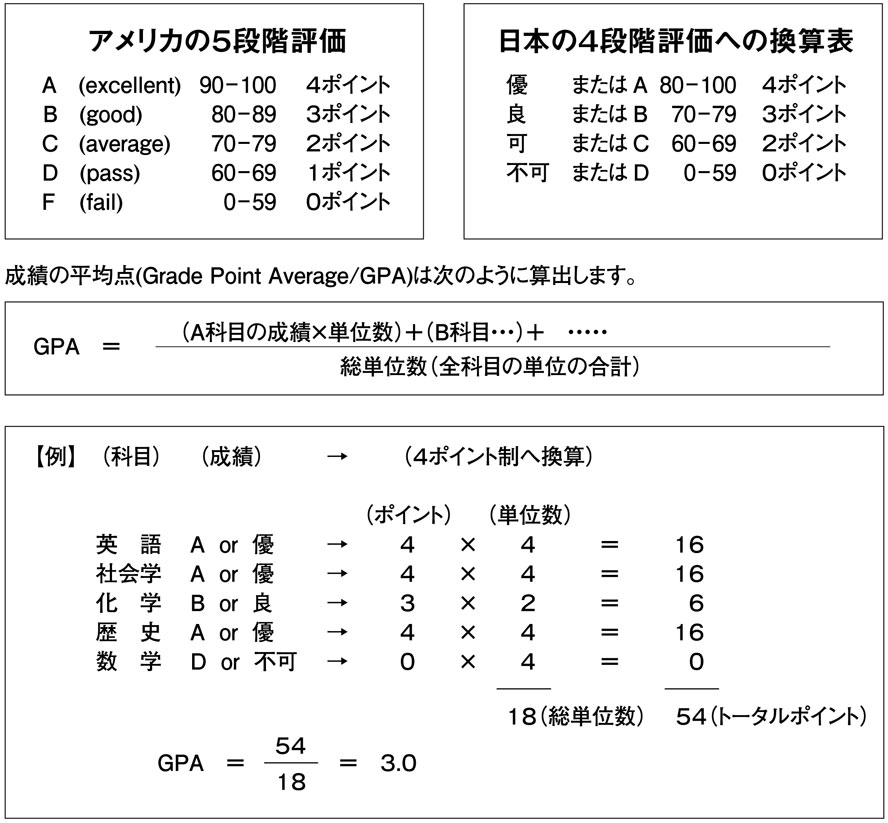 アメリカの5段階評価
A (excellent) 90-100 4ポイント
B (good) 80-89 3ポイント
C (average) 70-79 2ポイント
D (pass) 60-69 1ポイント
F (fail) 0-59 0ポイント
日本の4段階評価への換算表
優 または A 80-100 4ポイント
良 または B 70-79 3ポイント
可 または C 60-69 2ポイント
不可 または D 0-59 0ポイント
成績の平均点(Grade Point Average/GPA)は次のように算出します。
(A科目の成績×単位数)+(B科目…)+ ‥‥‥
GPA =
総単位数(全科目の単位の合計)
【例】 (科目) (成績) → (4ポイント制へ換算)
(ポイント) (単位数)
英 語 A or 優 → 4 × 4 = 16
社会学 A or 優 → 4 × 4 = 16
化 学 B or 良 → 3 × 2 = 6
歴 史 A or 優 → 4 × 4 = 16
数 学 D or 不可 → 0 × 4 = 0
18(総単位数) 54(トータルポイント)
54
GPA = = 3.0
18